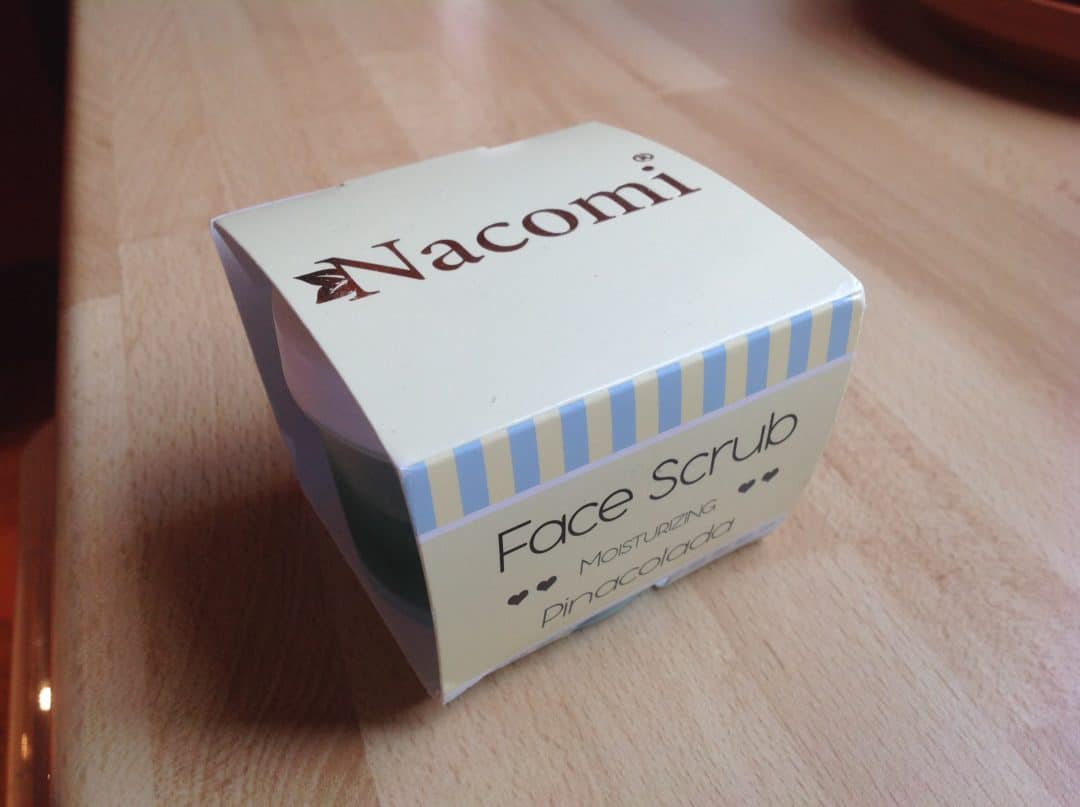 Nacomi®
Face Scrub
Moisturizing
Pinacolada